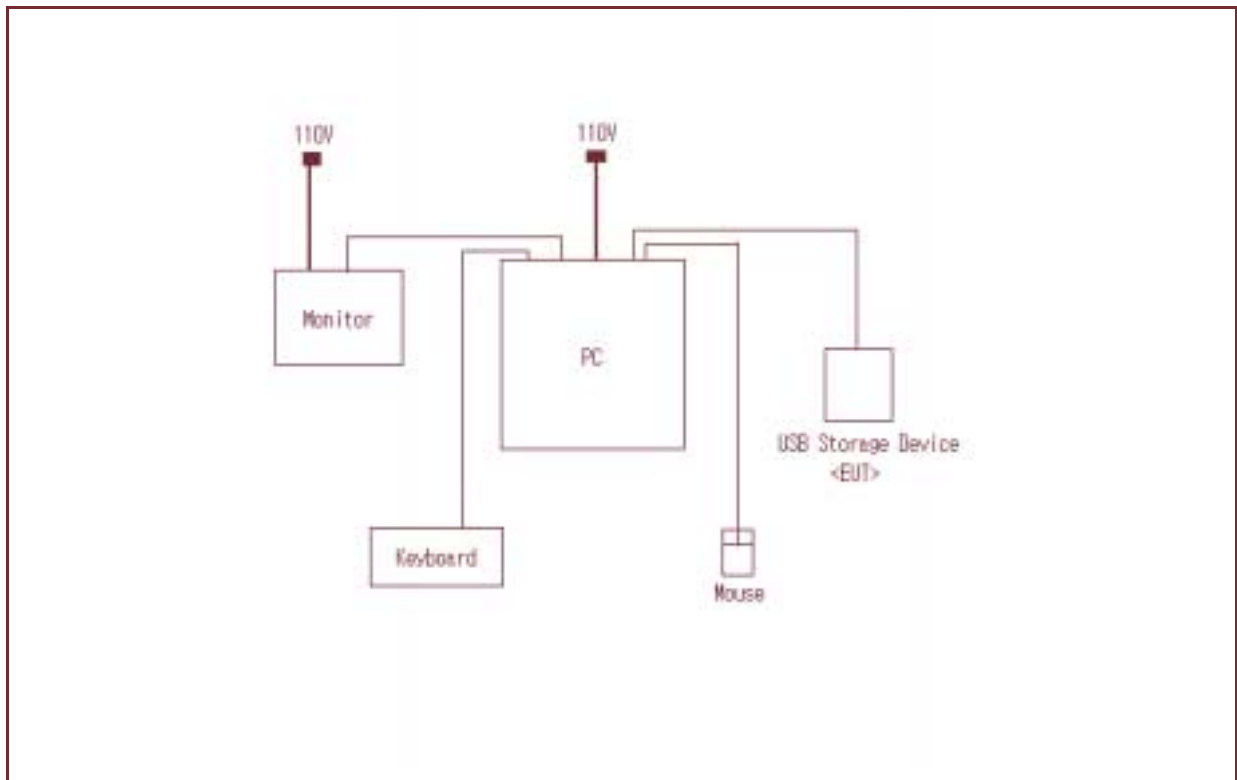 110V
110V
Monitor
PC
USB Storage Device
<EUT>
Keyboard
Mouse